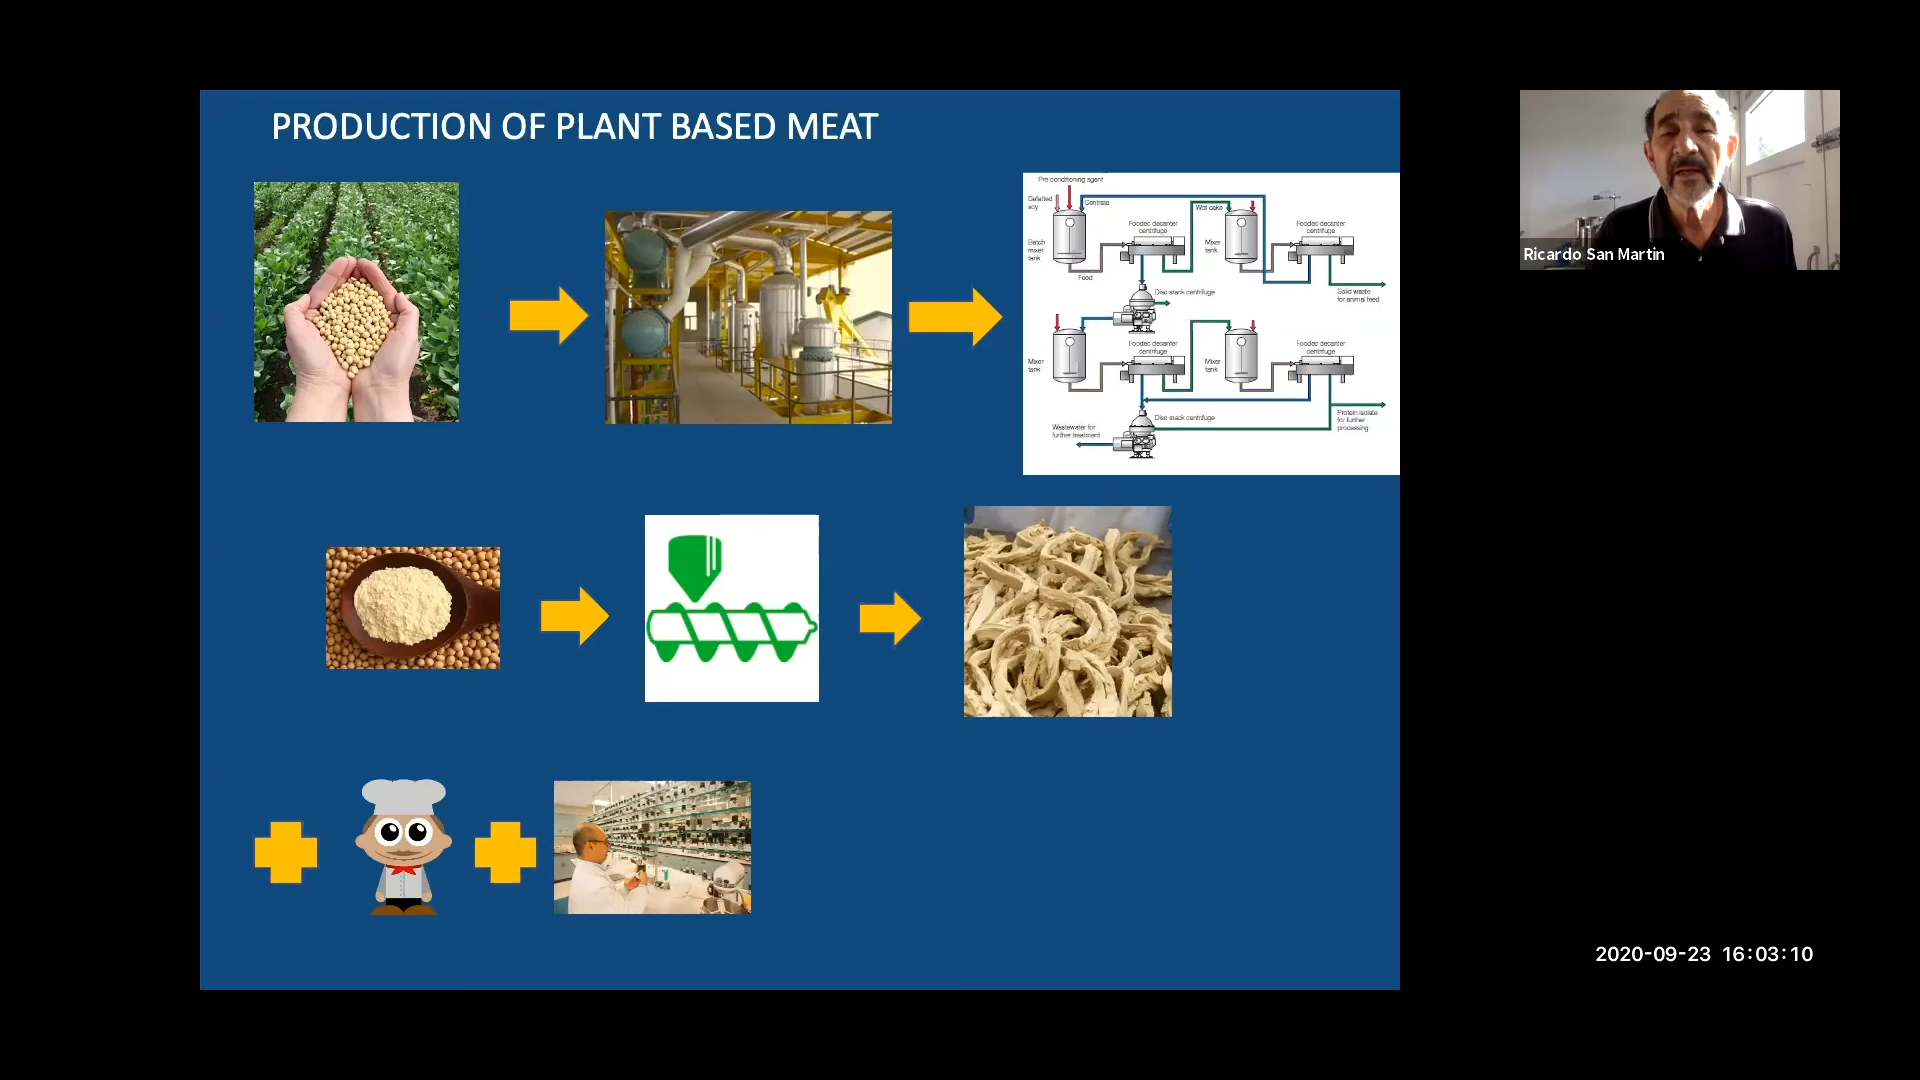 PRODUCTION OF PLANT BASED MEAT
Pre conditioning agent
Defatted
soy
Centrate
Wet cake
Foodec decanter
centrifuge
Foodec decanter
centrifuge
Batch
mixer
tank
Mixer
tank
Feed
Disc stack centrifuge
Solid waste
for animal feed
Foodec decanter
centrifuge
Foodec decanter
centrifuge
Mixer
tank
Mixer
tank
Disc stack centrifuge
Protein isolate
for further
processing
Wastewater for
further treatment
Ricardo San Martin
2020-09-23 16:03:10